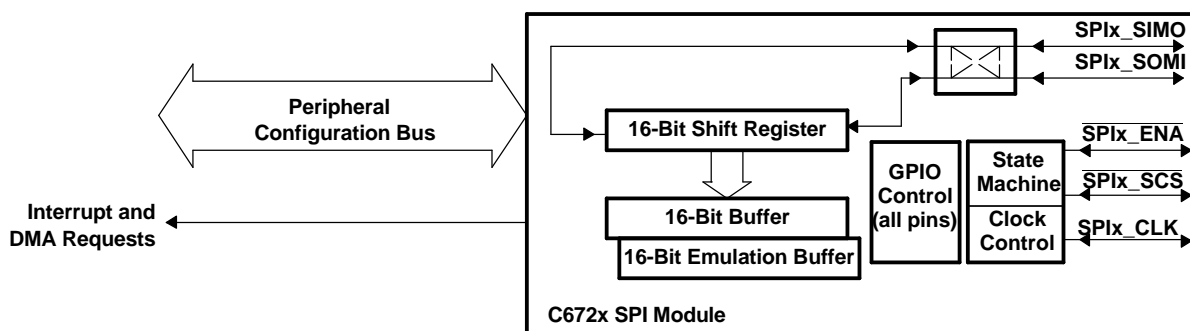 SPIx_SIMO
SPIx_SOMI
Peripheral
Configuration Bus
16-Bit Shift Register
SPIx_ENA
State
Machine
GPIO
Control
(all pins)
SPIx_SCS
Interrupt and
DMA Requests
16-Bit Buffer
Clock
Control
SPIx_CLK
16-Bit Emulation Buffer
C672x SPI Module